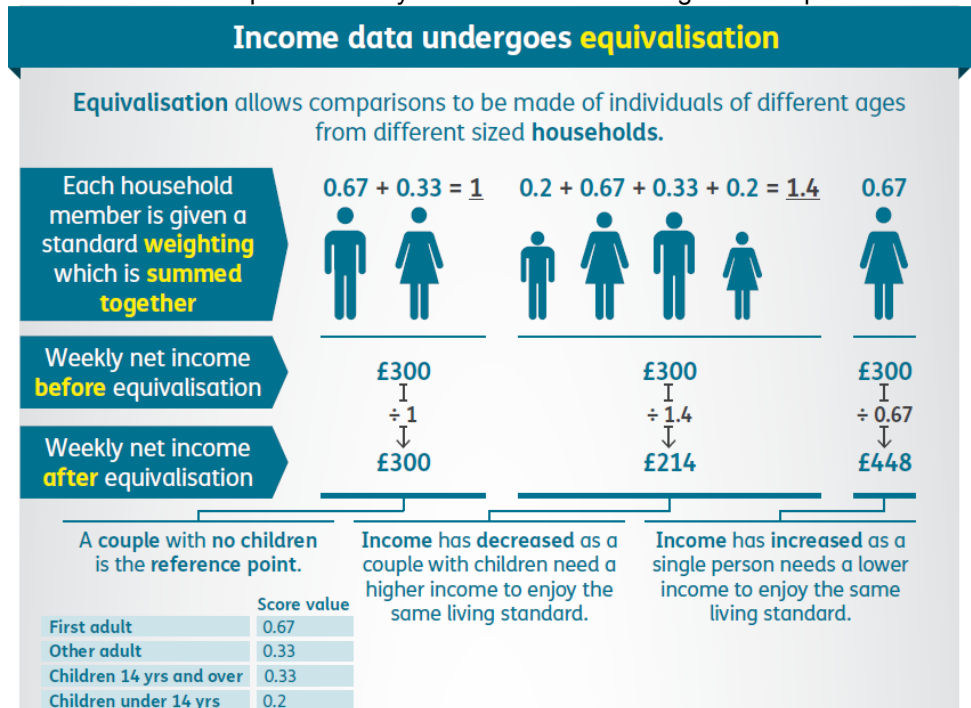 Income data undergoes equivalisation
Equivalisation allows comparisons to be made of individuals of different ages
from different sized households.
Each household
member is given a
standard weighting
which is summed
together
0.67 + 0.33 = 1
0.2 + 0.67 + 0.33 + 0.2 = 1.4
0.67
Weekly net income
before equivalisation
£300
£300
£300
÷ 1
÷ 1.4
÷ 0.67
Weekly net income
after equivalisation
£300
£214
£448
A couple with no children
is the reference point.
Income has decreased as a
couple with children need a
higher income to enjoy the
same living standard.
Income has increased as a
single person needs a lower
income to enjoy the same
living standard.
Score value
First adult 0.67
Other adult 0.33
Children 14 yrs and over 0.33
Children under 14 yrs 0.2